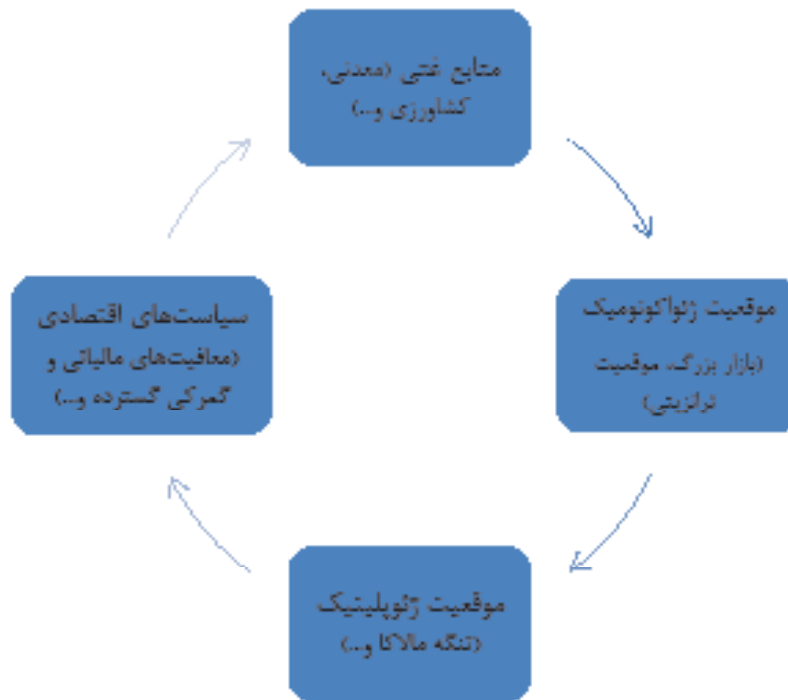 منابع غنی (معدنی،
کشاورزی و...)
موقعیت ژئواکونومیک
(بازار بزرگ، موقعیت
ترانزیتی)
موقعیت ژئوپلیتیک
(تنگه مالاکا و...)
سیاست‌های اقتصادی
(معافیت‌های مالیاتی و
گمرکی گسترده و...)